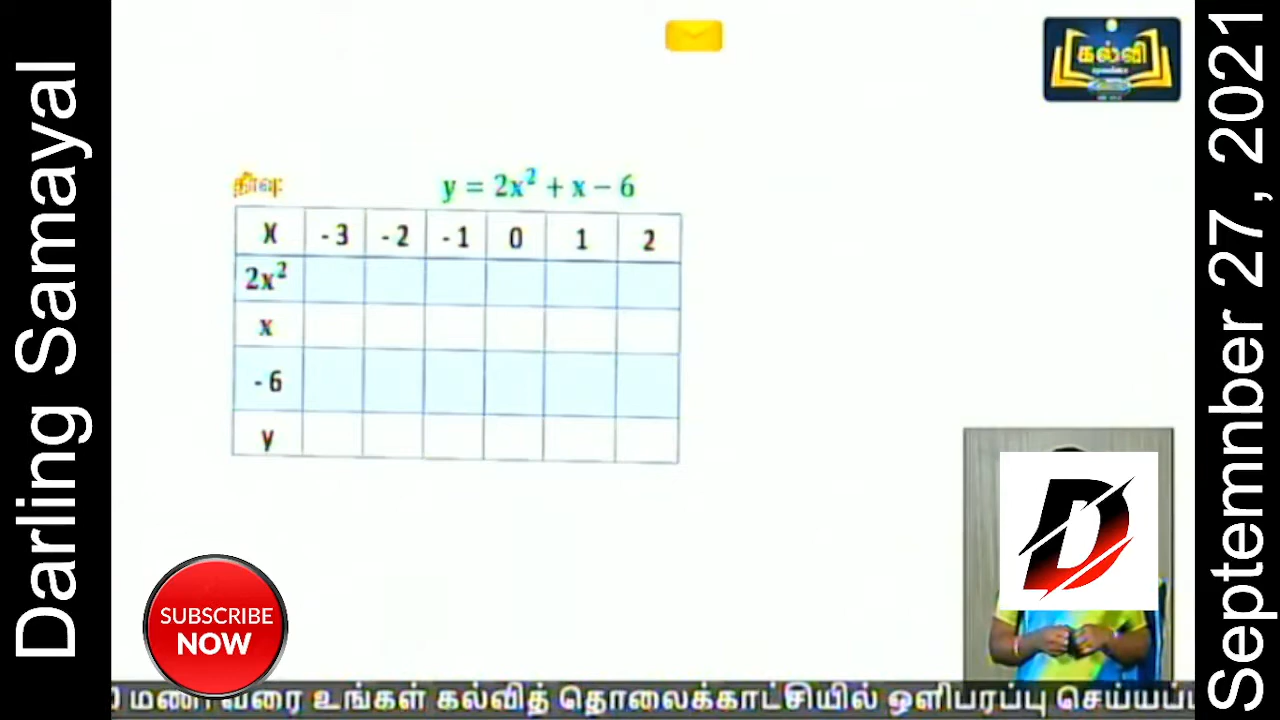 Darling Samayal
கல்வி
தீர்வு:
y = 2x² + x − 6
x - 3 - 2 - 1 0 1 2
2x²
x
- 6
y
SUBSCRIBE
NOW
D
மணி வரை உங்கள் கல்வித் தொலைக்காட்சியில் ஒளிபரப்பு
Septemnber 27, 2021